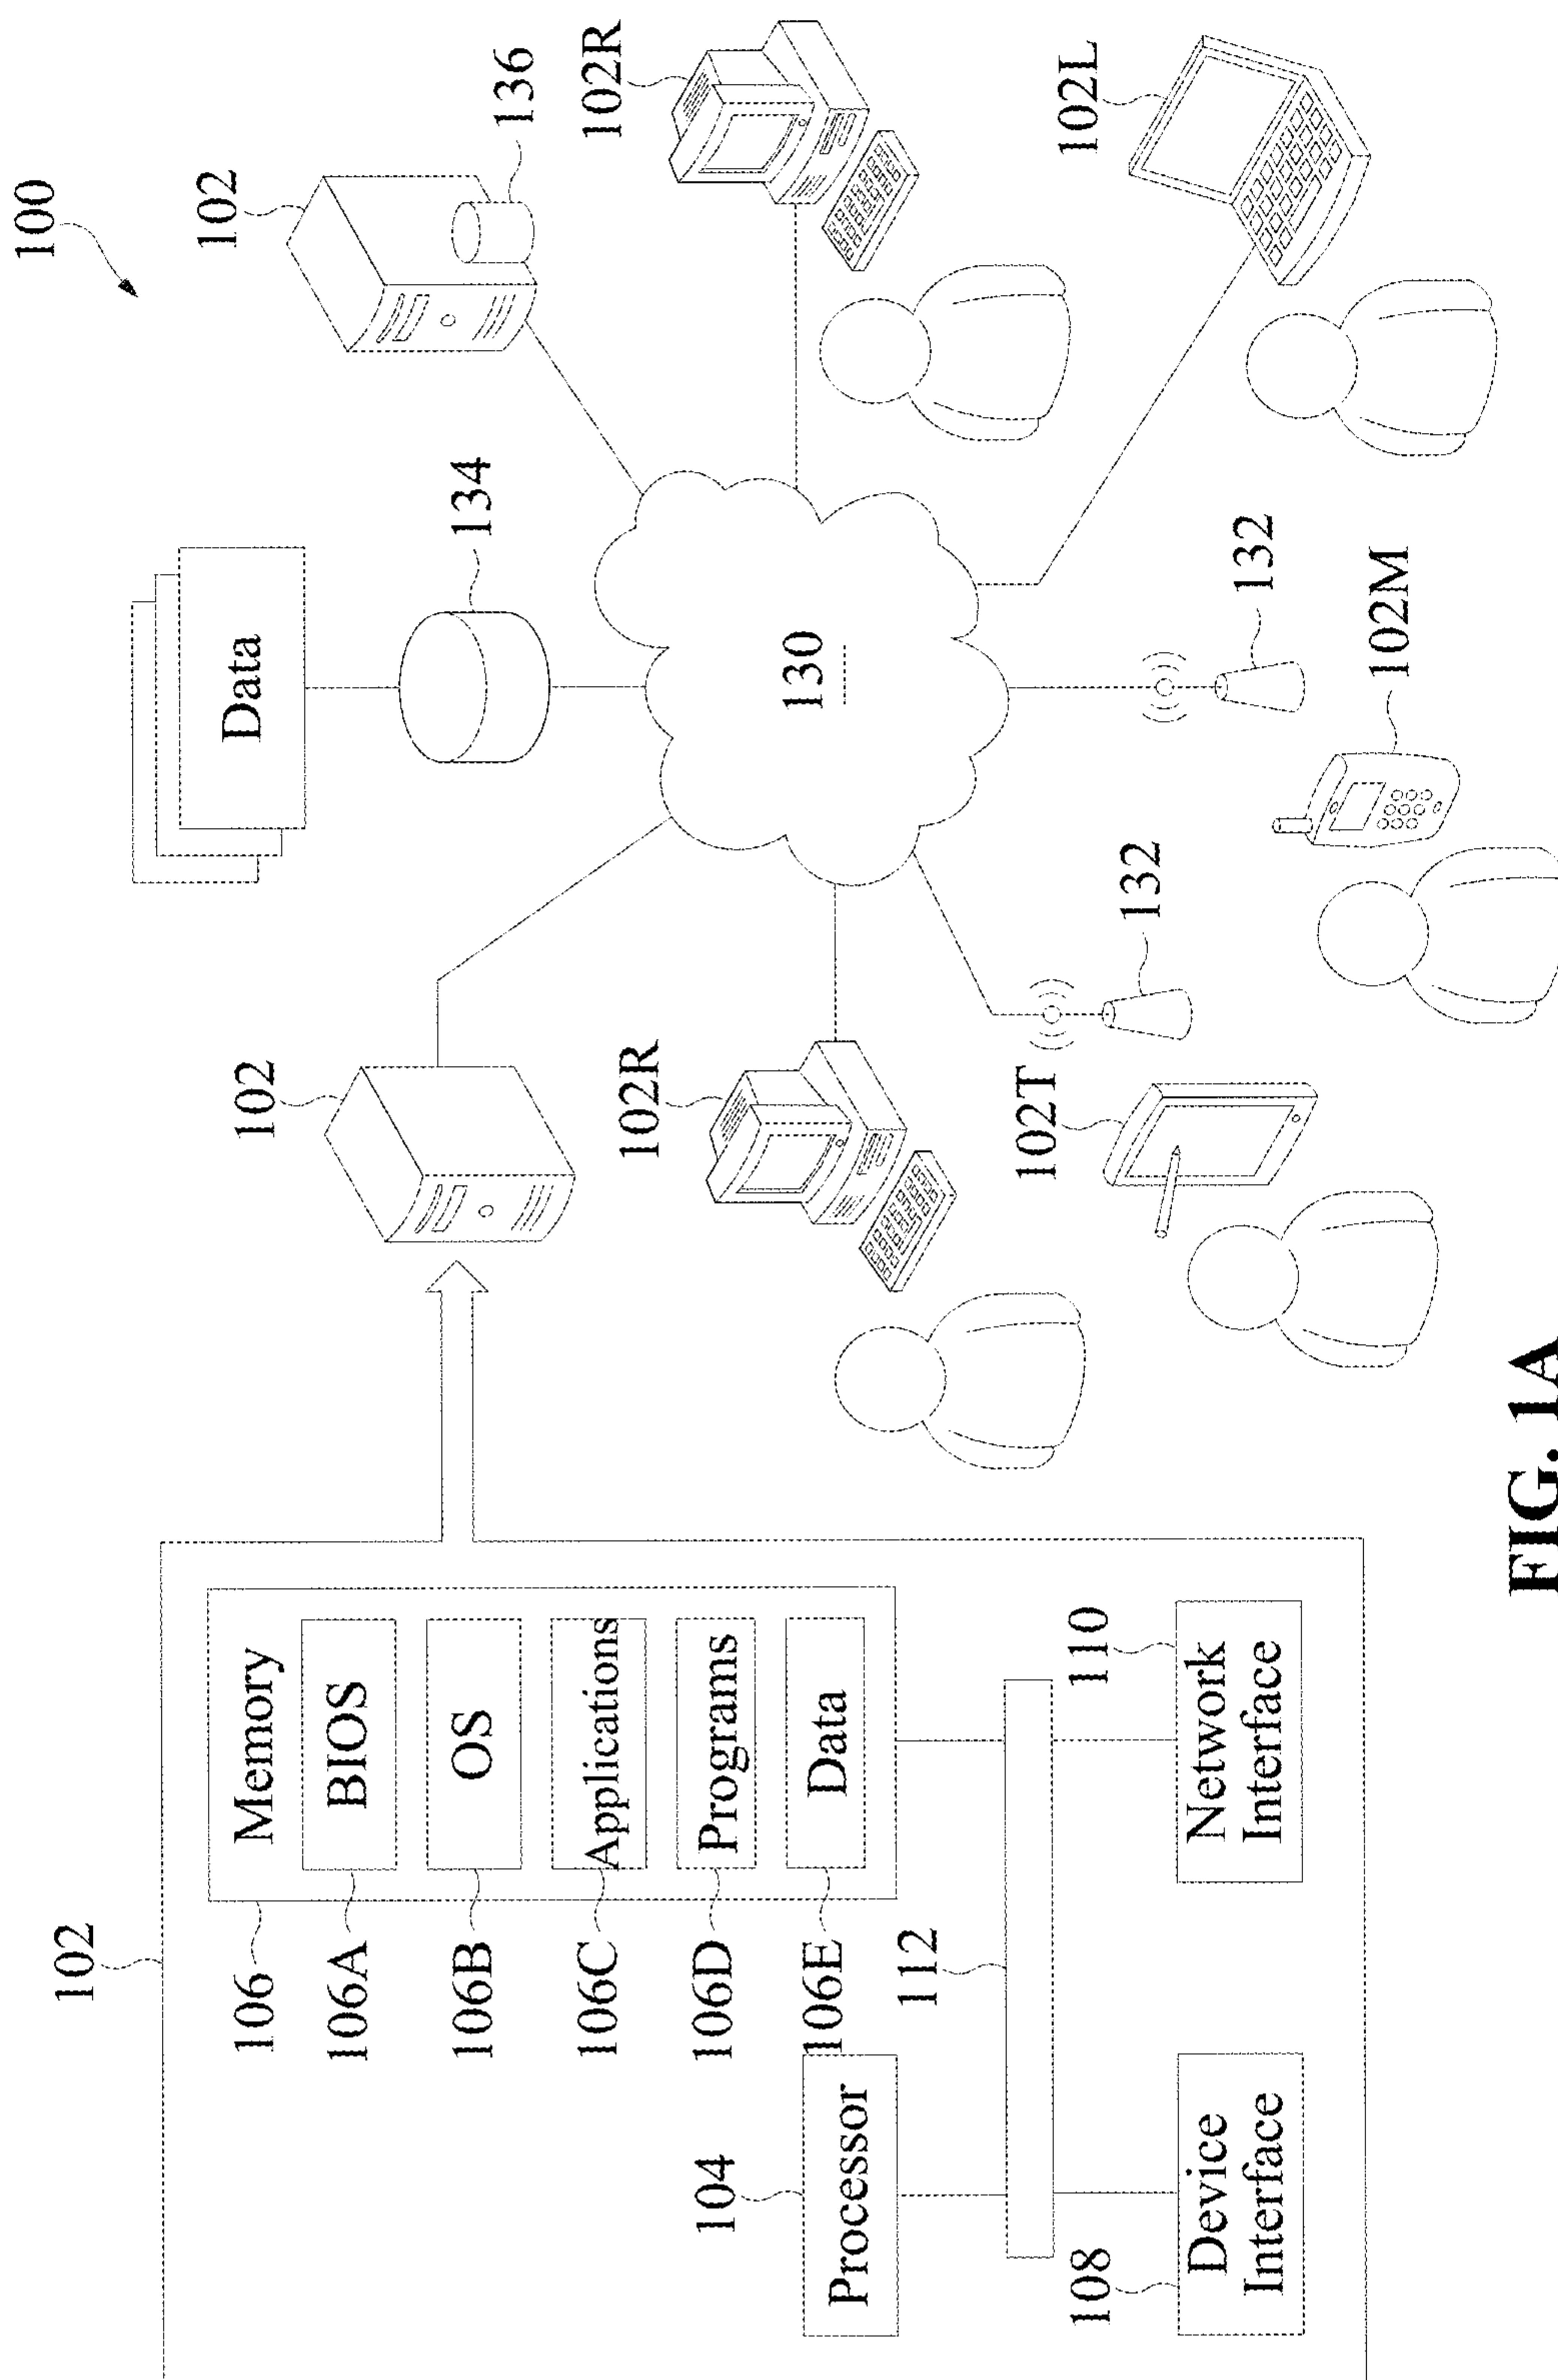 100
102
Memory
106
BIOS
106A
OS
106B
Applications
106C
Programs
106D
Data
106E
Processor
104
112
Device
Interface
108
Network
Interface
110
102
102R
102T
132
132
102M
Data
134
130
102
136
102R
102L
FIG. 1A